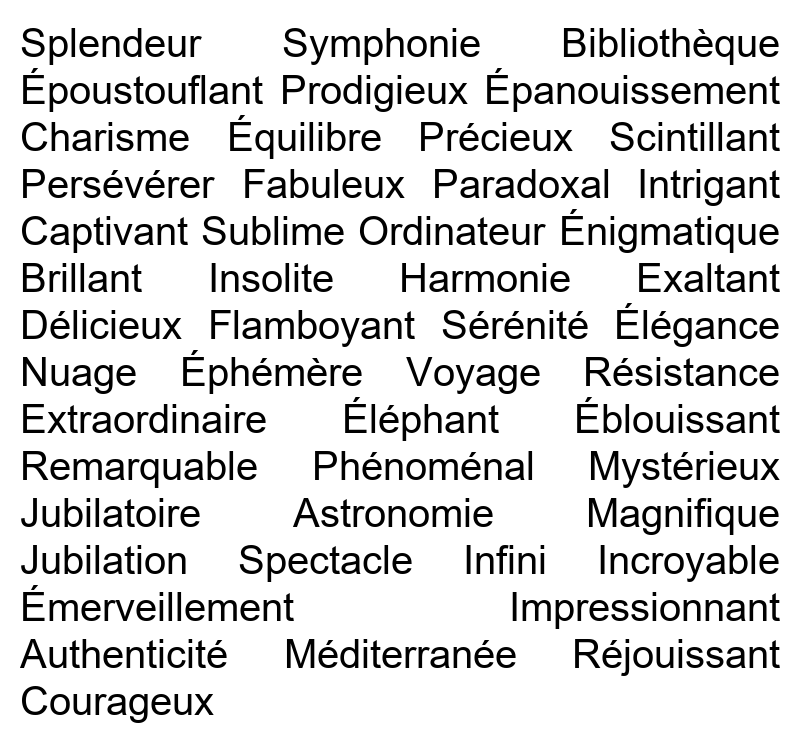 Splendeur Symphonie Bibliothèque
Époustouflant Prodigieux Épanouissement
Charisme Équilibre Précieux Scintillant
Persévérer Fabuleux Paradoxal Intrigant
Captivant Sublime Ordinateur Énigmatique
Brillant Insolite Harmonie Exaltant
Délicieux Flamboyant Sérénité Élégance
Nuage Éphémère Voyage Résistance
Extraordinaire Éléphant Éblouissant
Remarquable Phénoménal Mystérieux
Jubilatoire Astronomie Magnifique
Jubilation Spectacle Infini Incroyable
Émerveillement Impressionnant
Authenticité Méditerranée Réjouissant
Courageux